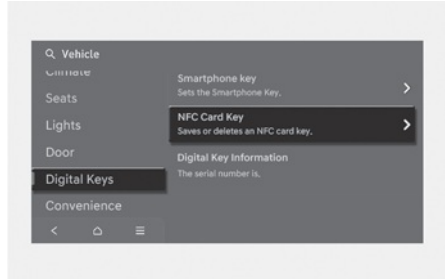 Vehicle
Climate
Seats
Lights
Door
Digital Keys
Convenience
Smartphone key
Sets the Smartphone Key.
NFC Card Key
Saves or deletes an NFC card key.
Digital Key Information
The serial number is,